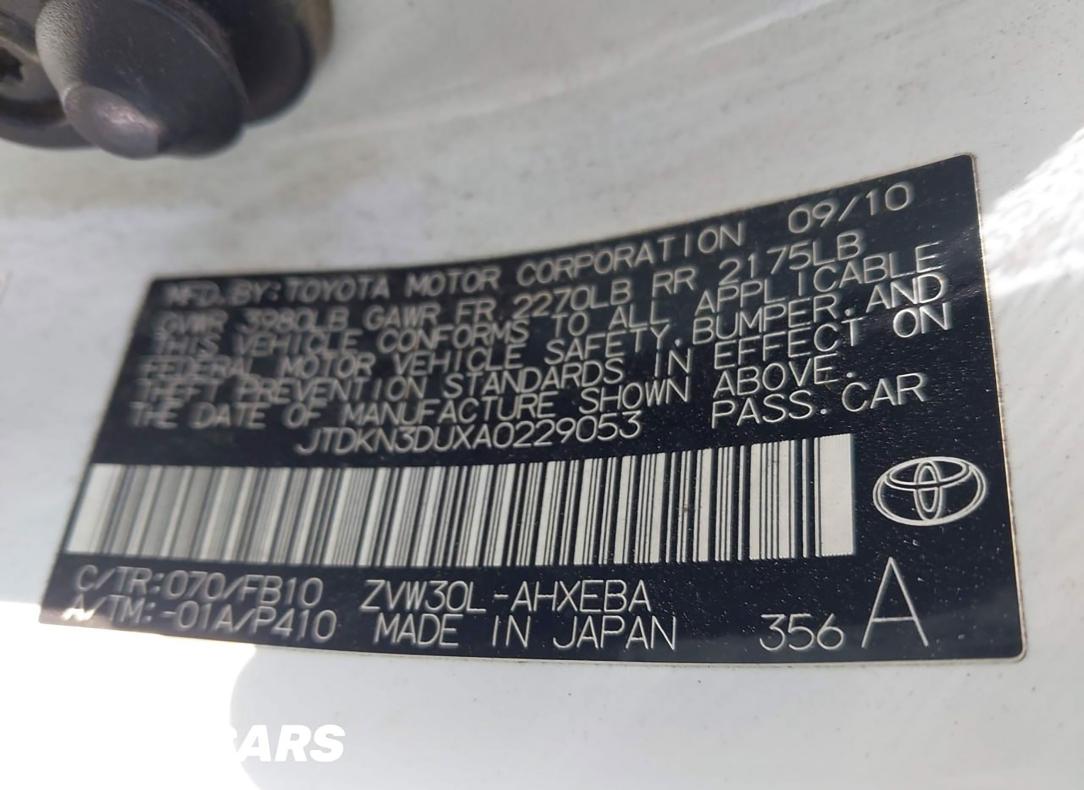 09/10
MFD.BY:TOYOTA MOTOR CORPORATION
GVWR 3980LB GAWR FR 2270LB RR 2175LB
THIS VEHICLE CONFORMS TO ALL APPLICABLE
FEDERAL MOTOR VEHICLE SAFETY,BUMPER,AND
THEFT PREVENTION STANDARDS IN EFFECT ON
THE DATE OF MANUFACTURE SHOWN ABOVE.
JTDKN3DUXA0229053 PASS.CAR
C/TR:070/FB10 ZVW30L-AHXEBA
A/TM:-01A/P410 MADE IN JAPAN 356 A